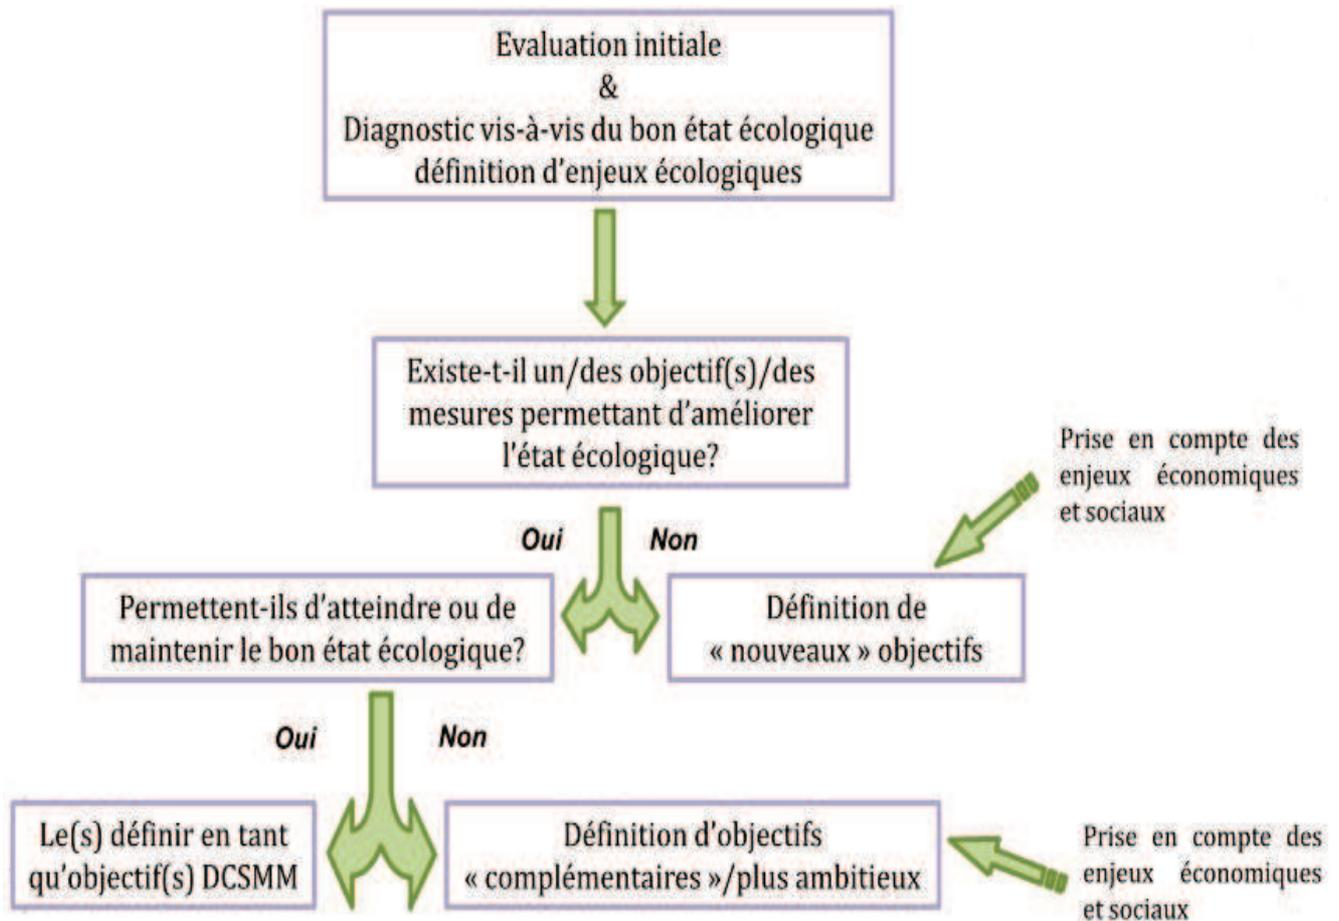 Evaluation initiale
&
Diagnostic vis-à-vis du bon état écologique
définition d'enjeux écologiques
Existe-t-il un/des objectif(s)/des
mesures permettant d'améliorer
l'état écologique?
Prise en compte des
enjeux économiques
et sociaux
Oui
Non
Permettent-ils d'atteindre ou de
maintenir le bon état écologique?
Définition de
« nouveaux » objectifs
Oui
Non
Le(s) définir en tant
qu'objectif(s) DCSMM
Définition d'objectifs
« complémentaires »/plus ambitieux
Prise en compte des
enjeux économiques
et sociaux